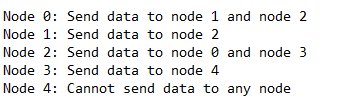 Node 0: Send data to node 1 and node 2
Node 1: Send data to node 2
Node 2: Send data to node 0 and node 3
Node 3: Send data to node 4
Node 4: Cannot send data to any node